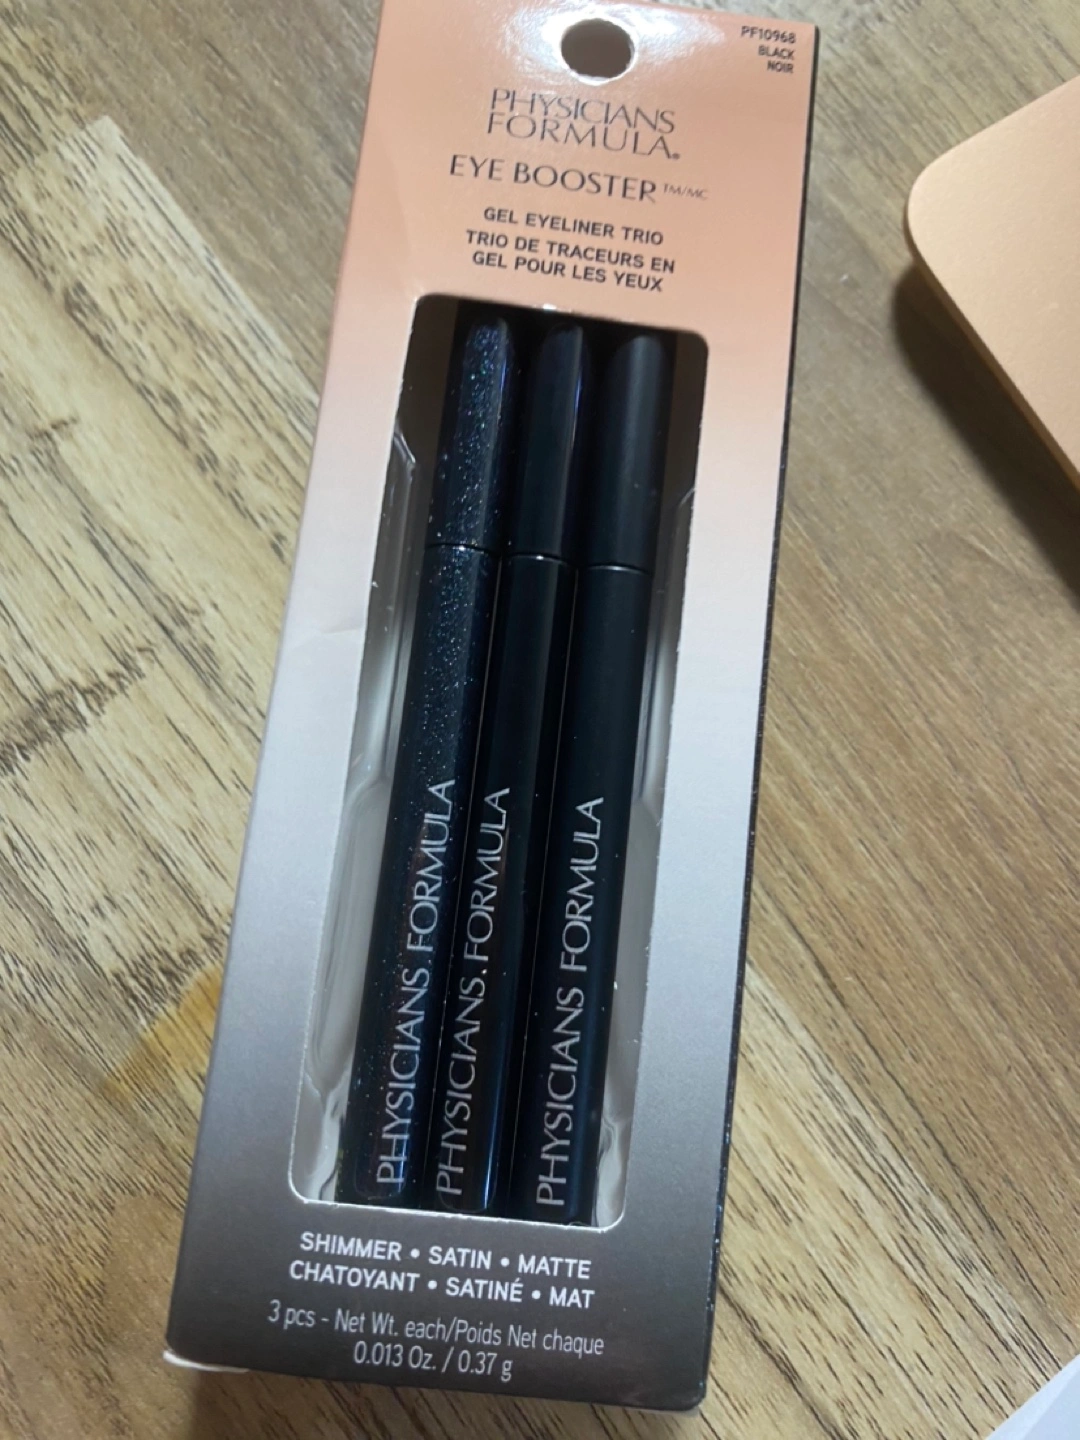 PF10968
BLACK
NOIR
PHYSICIANS
FORMULA®
EYE BOOSTER™/MC
GEL EYELINER TRIO
TRIO DE TRACEURS EN
GEL POUR LES YEUX
PHYSICIANS FORMULA
PHYSICIANS FORMULA
PHYSICIANS FORMULA
SHIMMER • SATIN • MATTE
CHATOYANT • SATINÉ • MAT
3 pcs - Net Wt. each/Poids Net chaque
0.013 Oz. / 0.37 g